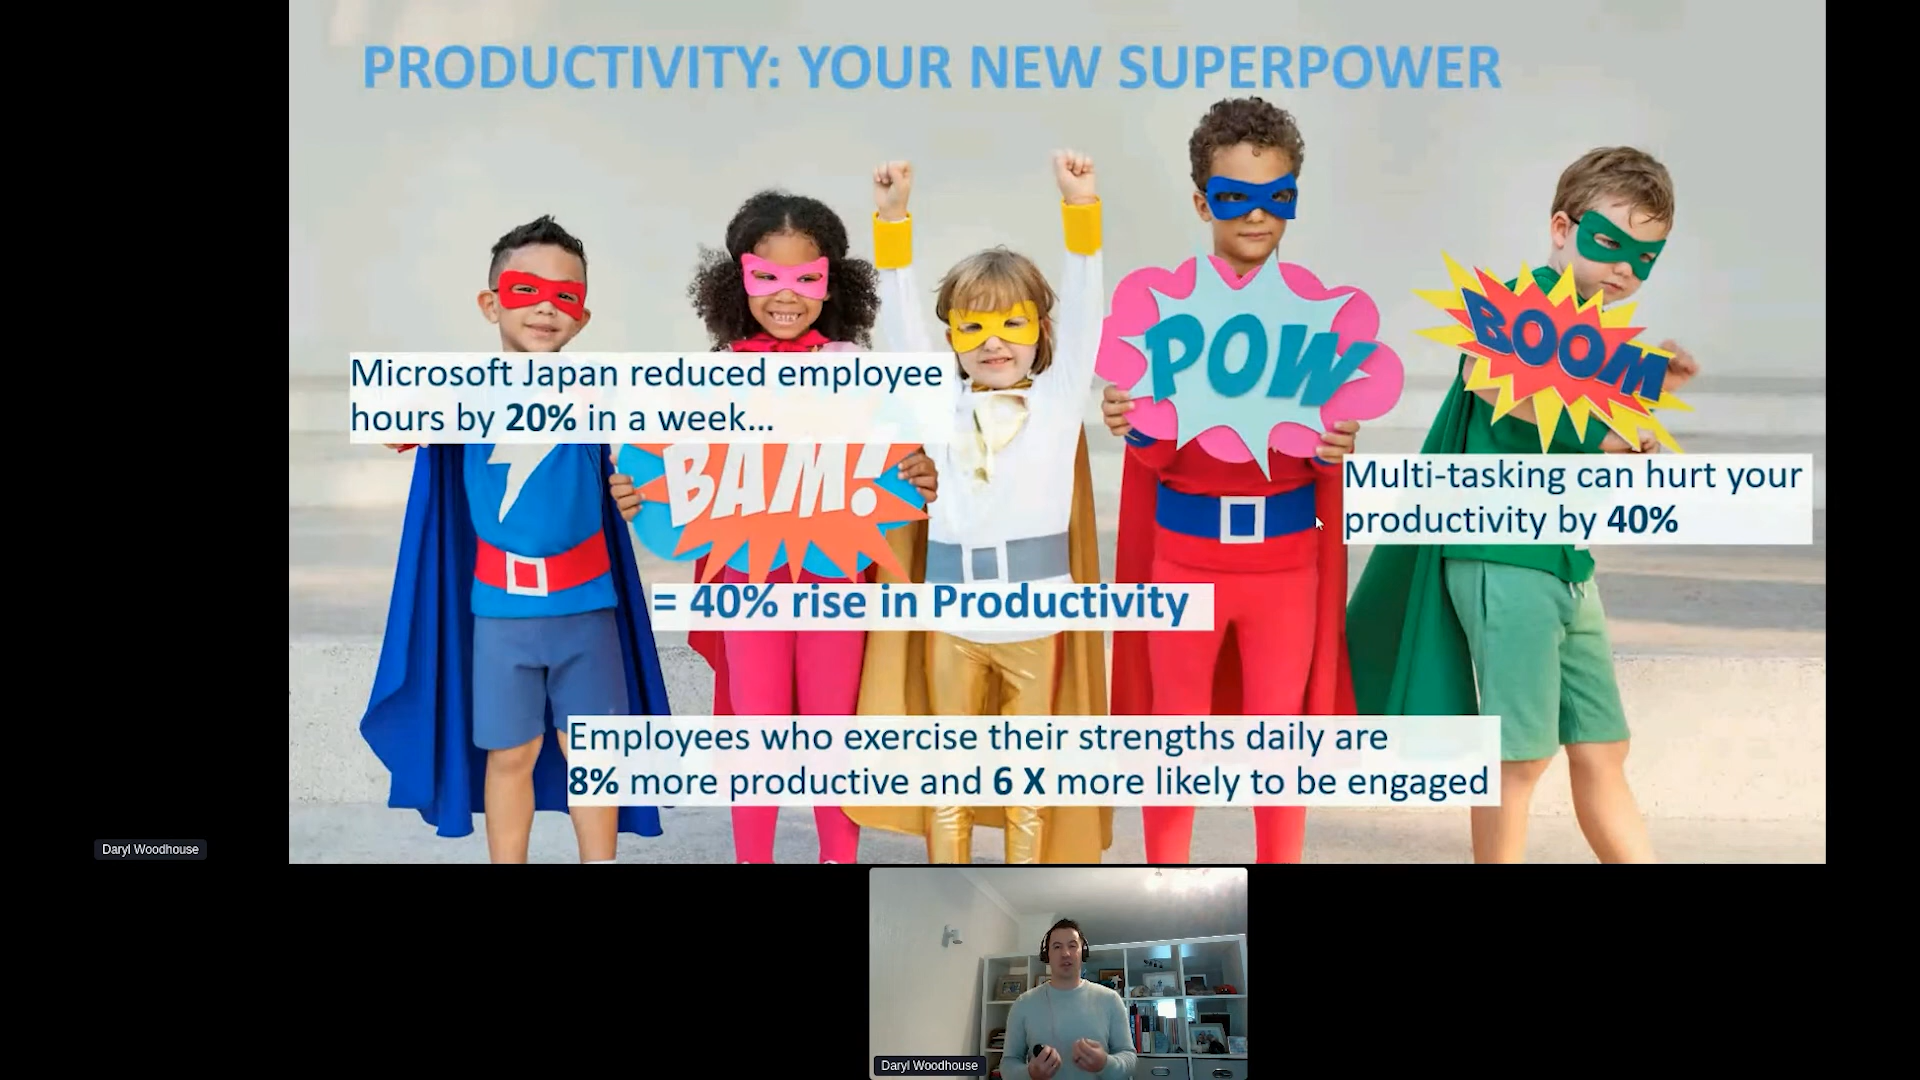 PRODUCTIVITY: YOUR NEW SUPERPOWER
POW
BOOM
Microsoft Japan reduced employee
hours by 20% in a week...
BAM!
Multi-tasking can hurt your
productivity by 40%
= 40% rise in Productivity
Employees who exercise their strengths daily are
8% more productive and 6 X more likely to be engaged
Daryl Woodhouse
Daryl Woodhouse